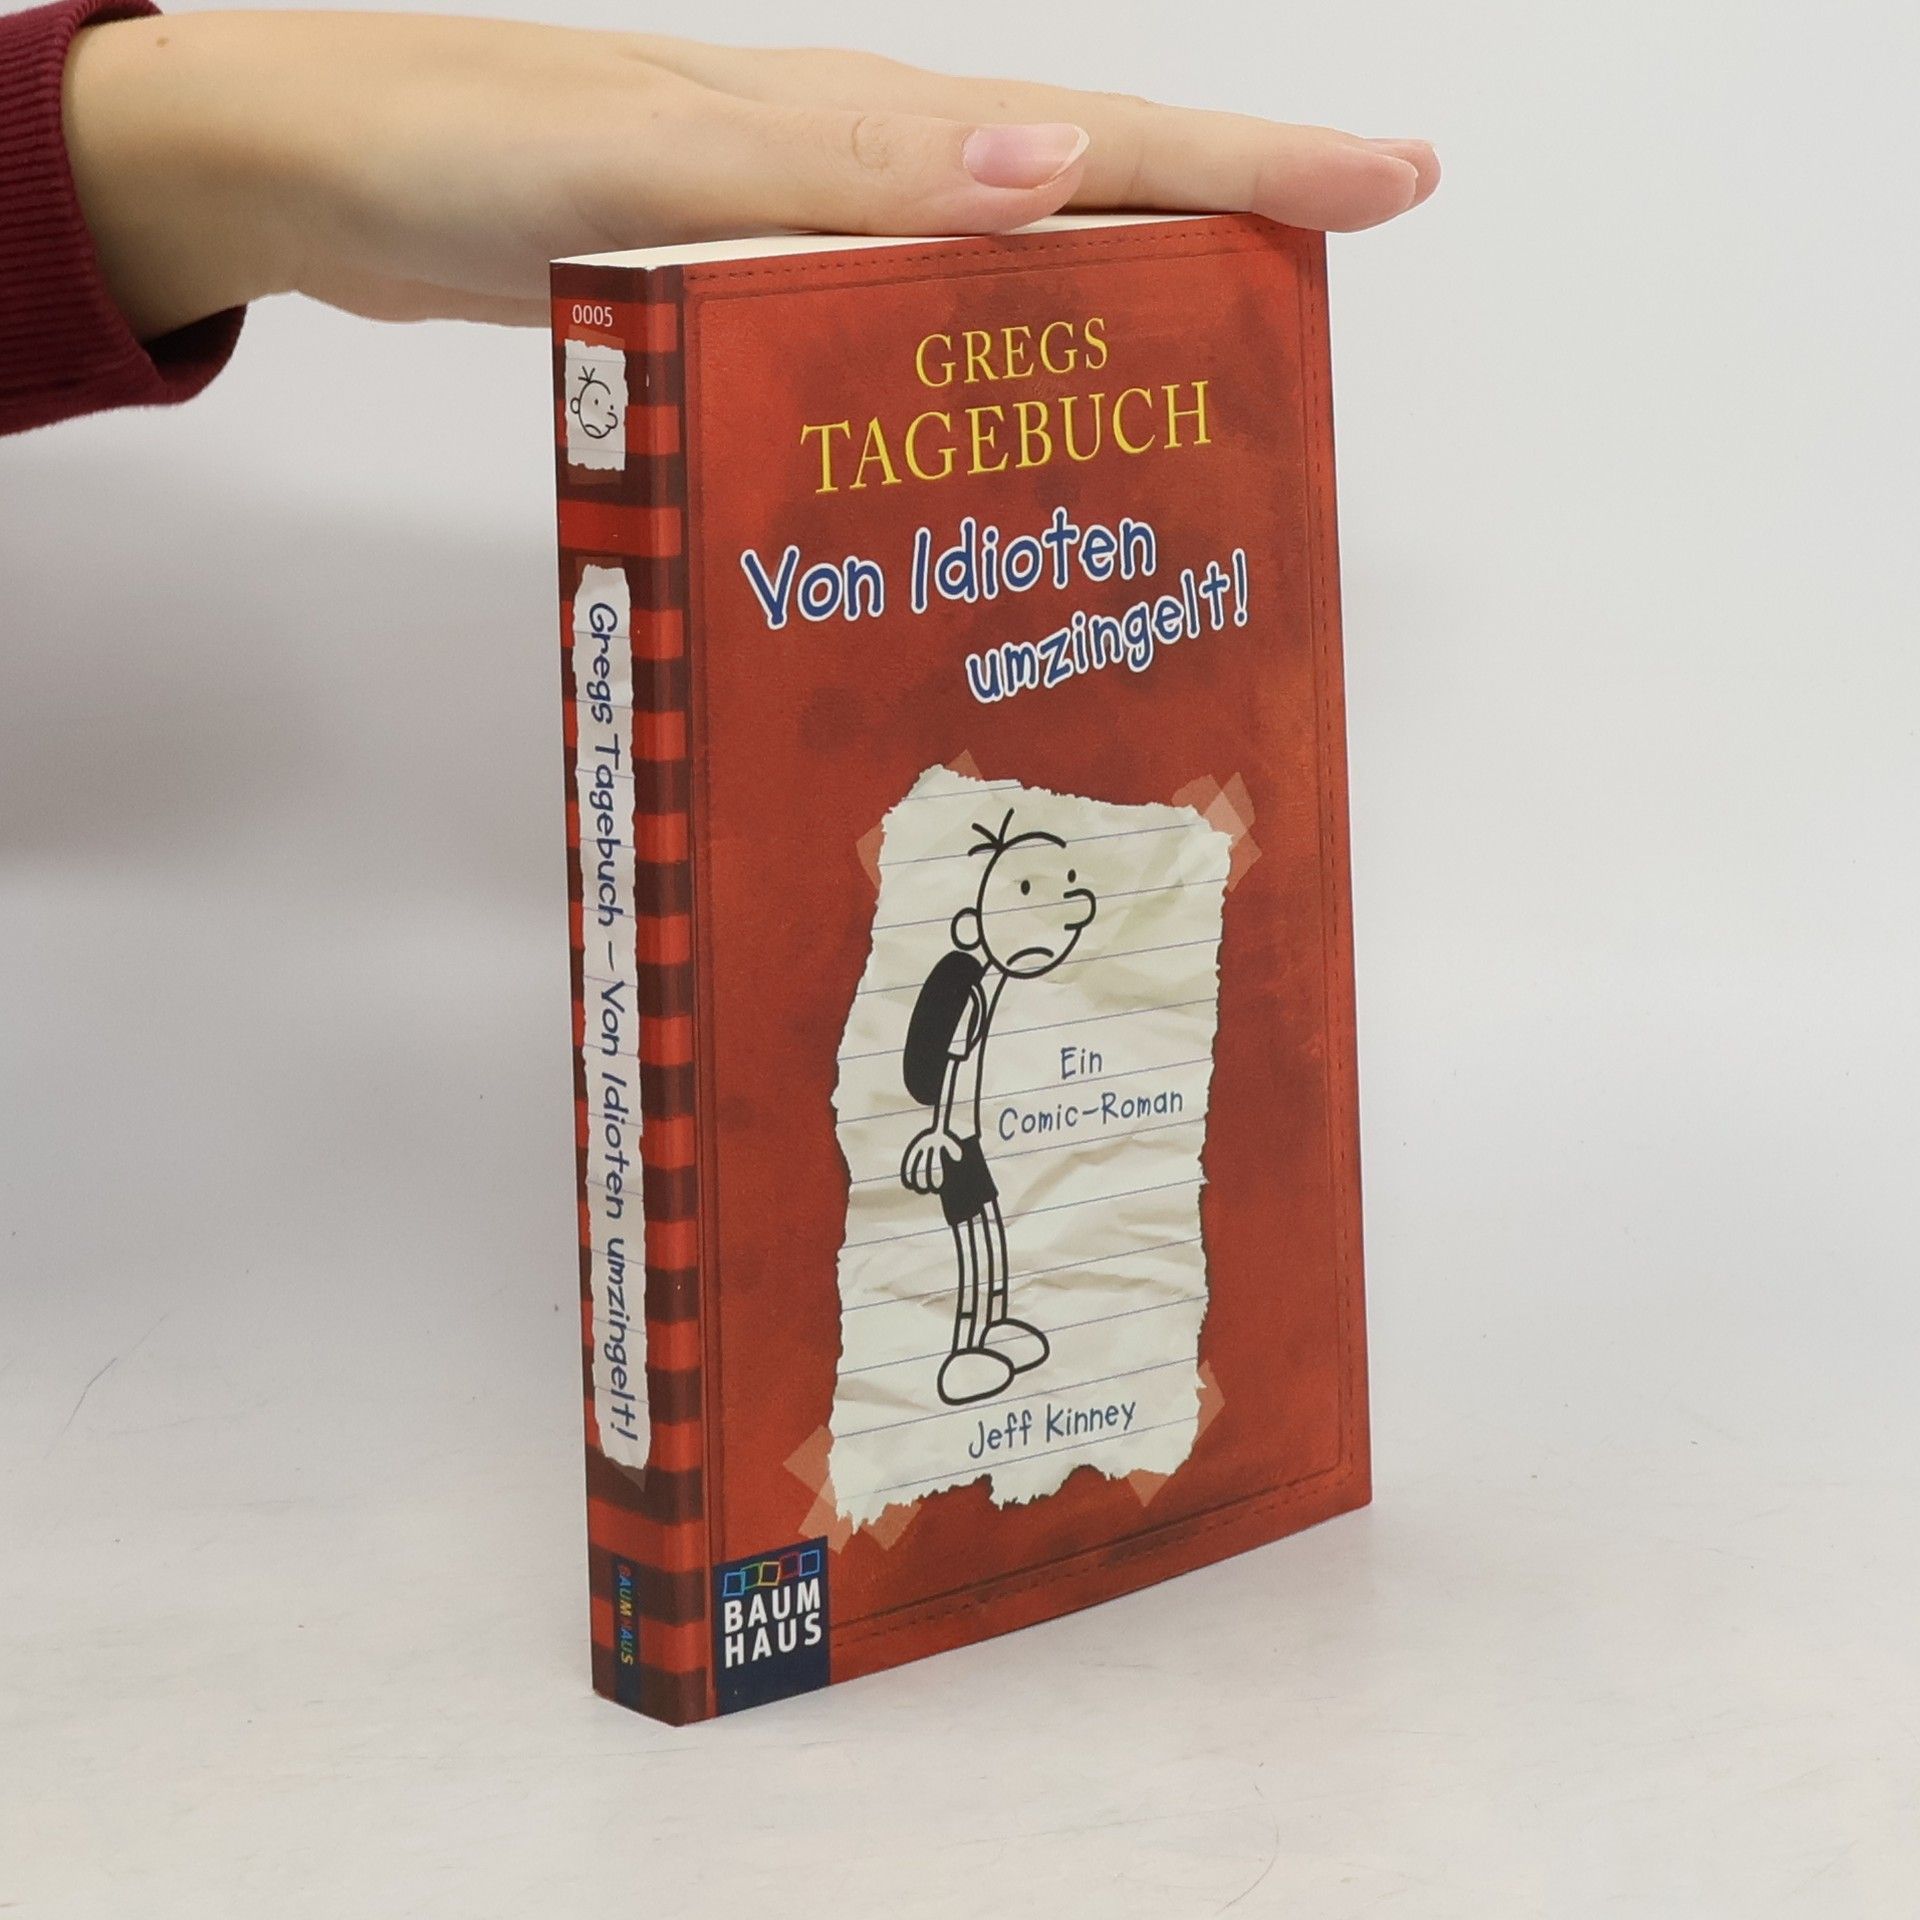 0005
Gregs Tagebuch – Von Idioten umzingelt!
BAUMHAUS
GREGS
TAGEBUCH
Von Idioten
umzingelt!
Ein
Comic-Roman
Jeff Kinney
BAUM
HAUS